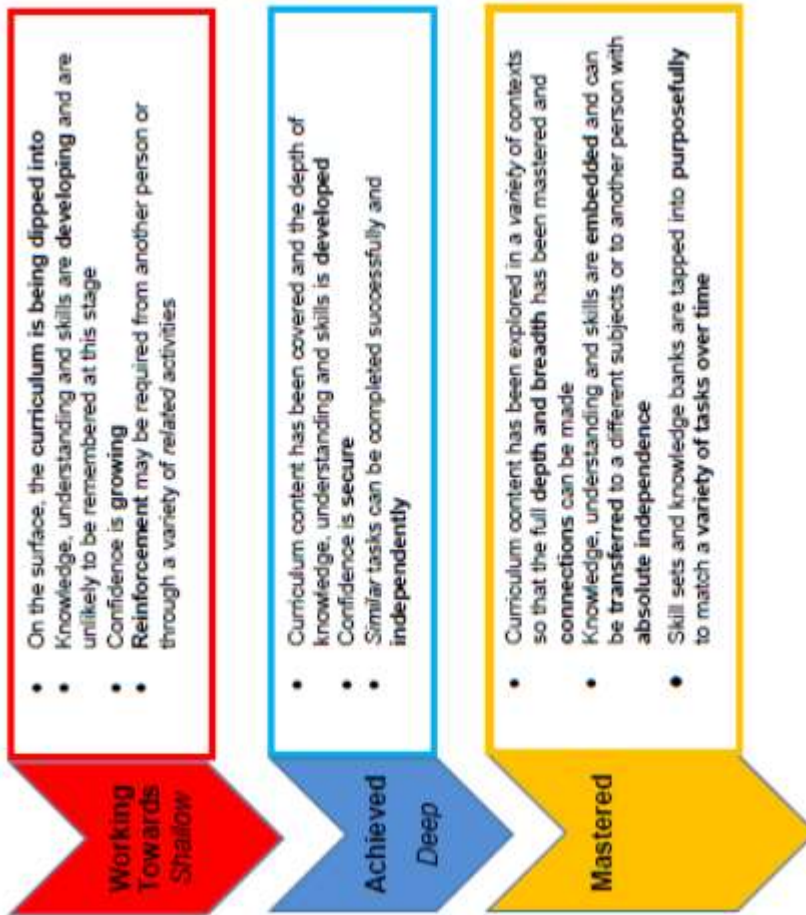 Working
Towards
Shallow
• On the surface, the curriculum is being dipped into
• Knowledge, understanding and skills are developing and are
unlikely to be remembered at this stage
• Confidence is growing
• Reinforcement may be required from another person or
through a variety of related activities
Achieved
Deep
• Curriculum content has been covered and the depth of
knowledge, understanding and skills is developed
• Confidence is secure
• Similar tasks can be completed successfully and
independently
Mastered
• Curriculum content has been explored in a variety of contexts
so that the full depth and breadth has been mastered and
connections can be made
• Knowledge, understanding and skills are embedded and can
be transferred to a different subjects or to another person with
absolute independence
• Skill sets and knowledge banks are tapped into purposefully
to match a variety of tasks over time